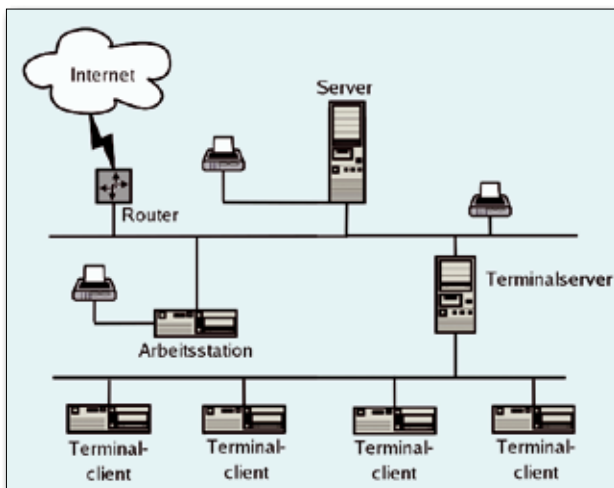 Internet
Server
Router
Terminalserver
Arbeitsstation
Terminal-
client
Terminal-
client
Terminal-
client
Terminal-
client